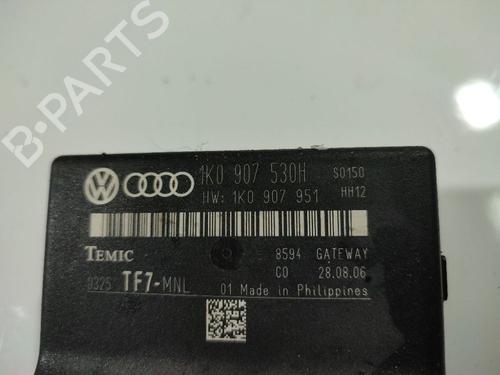 1K0 907 530H S0150
HW: 1K0 907 951 HH12
TEMIC 8594 GATEWAY
C0 28.08.06
9325 TF7-MNL 01 Made in Philippines
B-PARTS